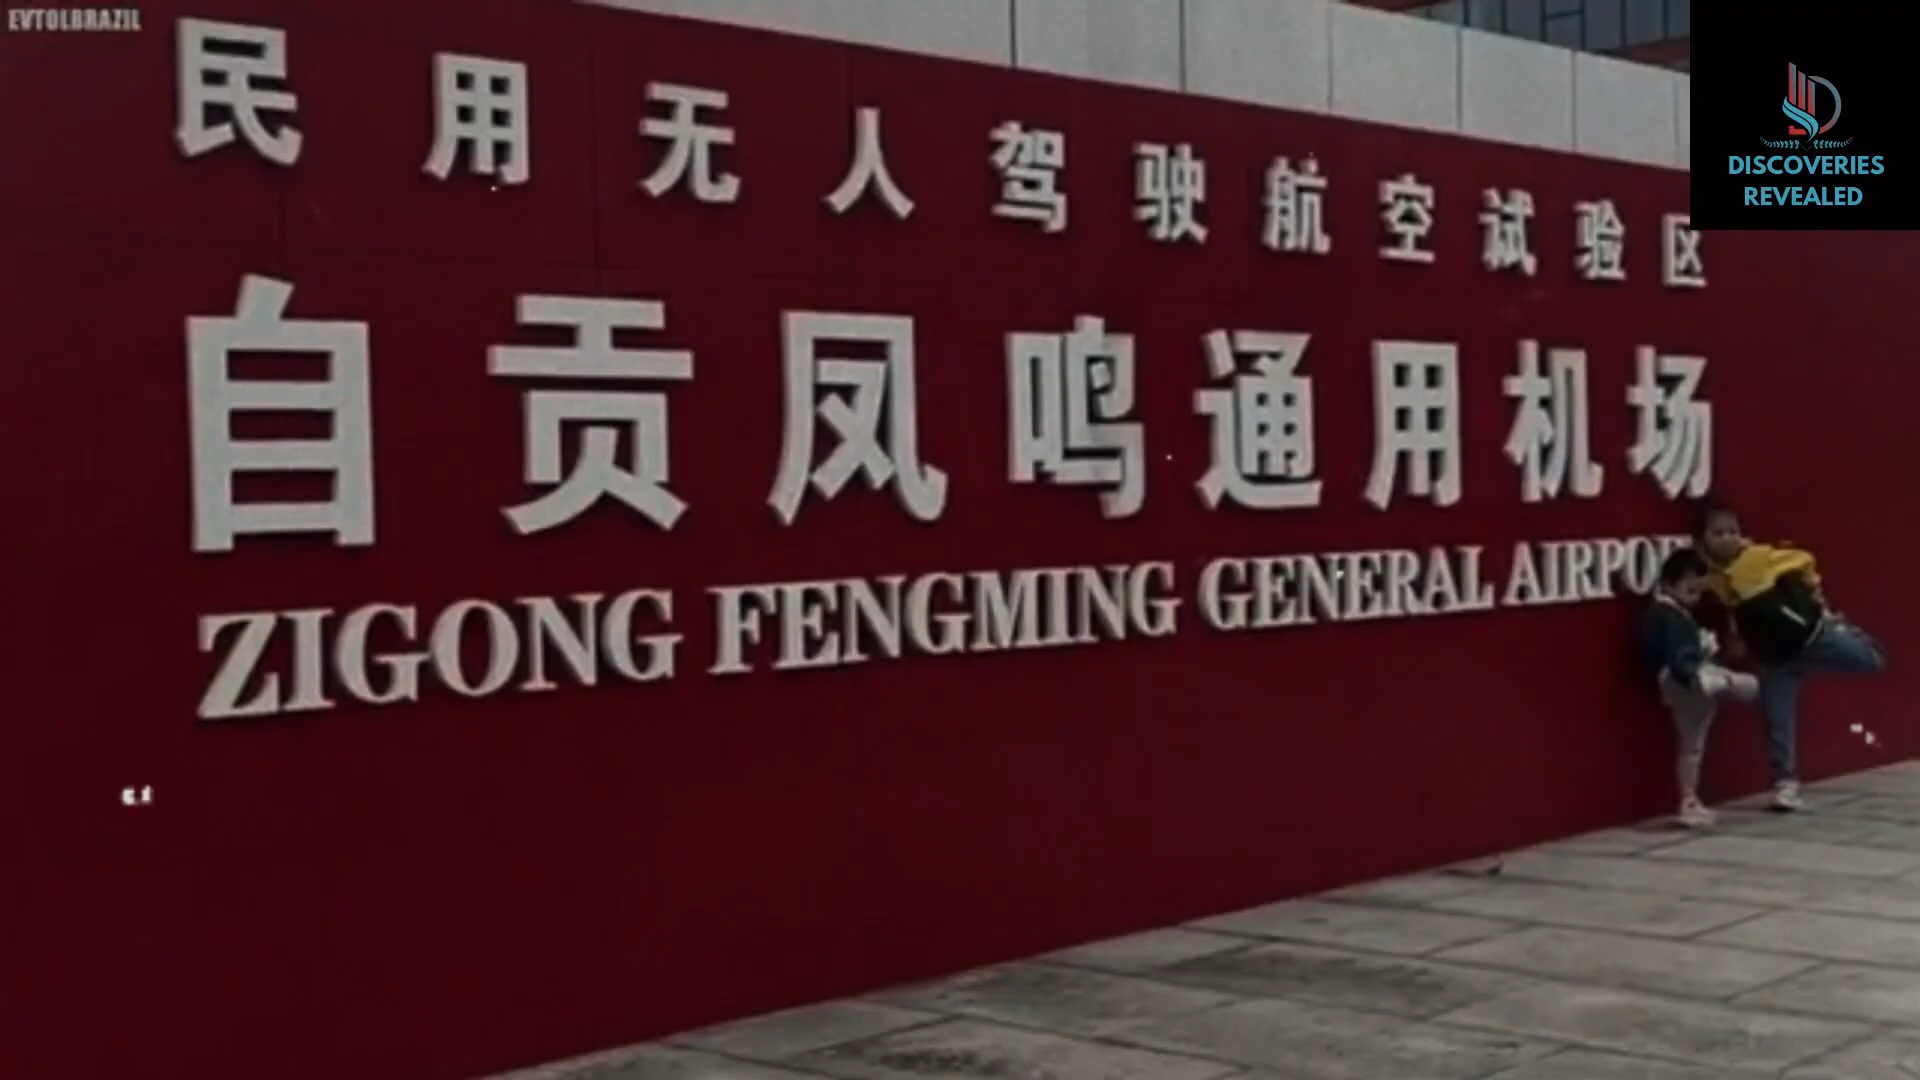 EVTOLBRAZIL
民用无人驾驶航空试验区
自贡凤鸣通用机场
ZIGONG FENGMING GENERAL AIRPORT
DISCOVERIES
REVEALED